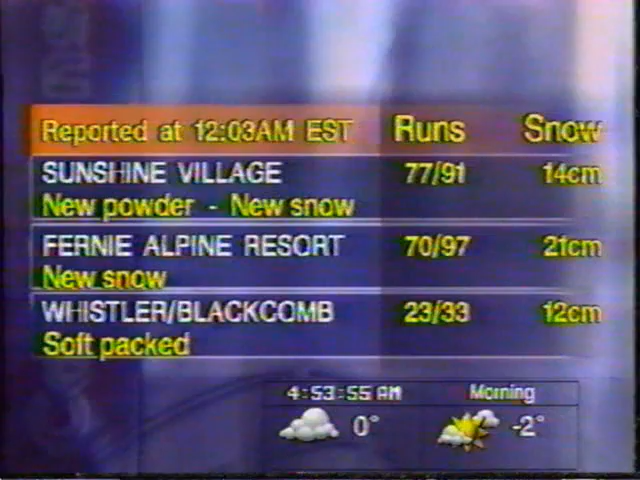 Reported at 12:03AM EST Runs Snow
SUNSHINE VILLAGE 77/91 14cm
New powder - New snow
FERNIE ALPINE RESORT 70/97 21cm
New snow
WHISTLER/BLACKCOMB 23/33 12cm
Soft packed
4:53:55 AM Morning
0° -2°